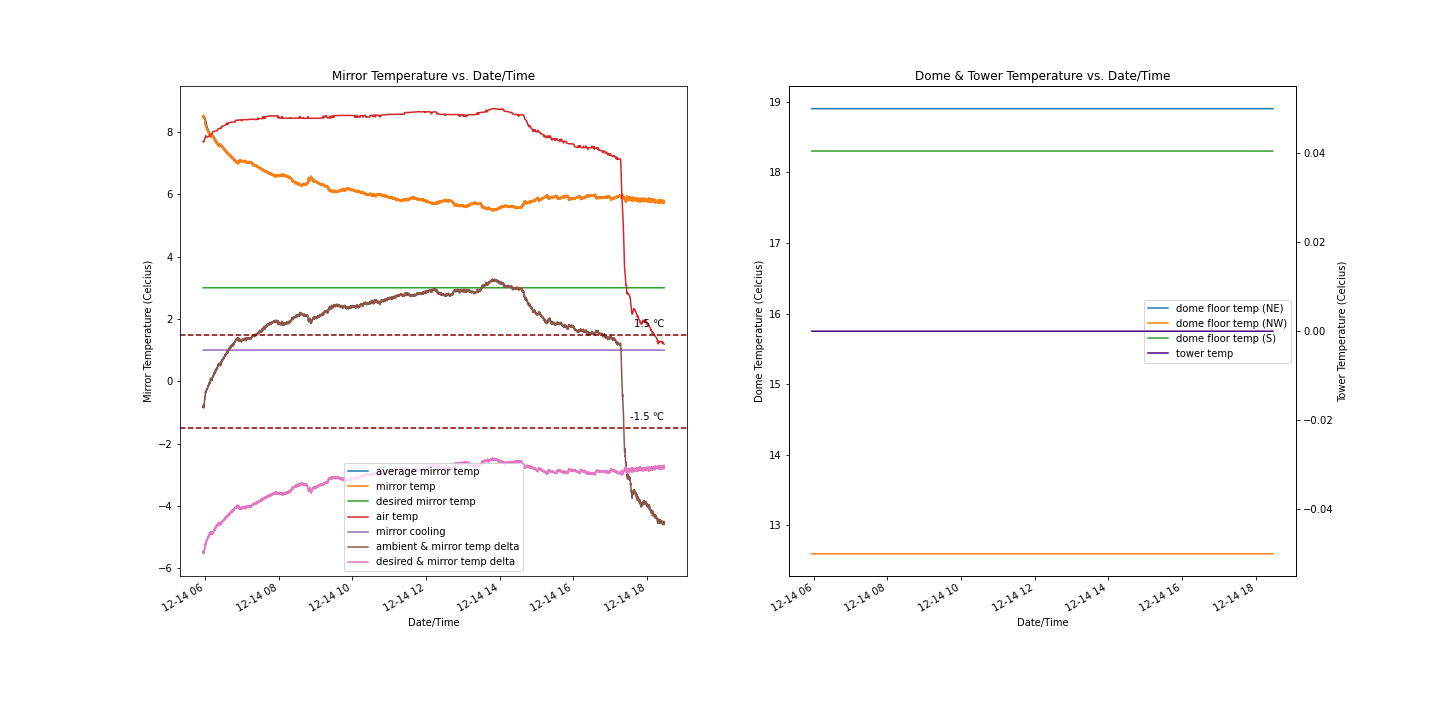 Mirror Temperature vs. Date/Time
Mirror Temperature (Celcius)
8
6
4
2
0
−2
−4
−6
1.5 °C
-1.5 °C
average mirror temp
mirror temp
desired mirror temp
air temp
mirror cooling
ambient & mirror temp delta
desired & mirror temp delta
12-14 06
12-14 08
12-14 10
12-14 12
12-14 14
12-14 16
12-14 18
Date/Time
Dome & Tower Temperature vs. Date/Time
Dome Temperature (Celcius)
19
18
17
16
15
14
13
dome floor temp (NE)
dome floor temp (NW)
dome floor temp (S)
tower temp
0.04
0.02
0.00
−0.02
−0.04
Tower Temperature (Celcius)
12-14 06
12-14 08
12-14 10
12-14 12
12-14 14
12-14 16
12-14 18
Date/Time